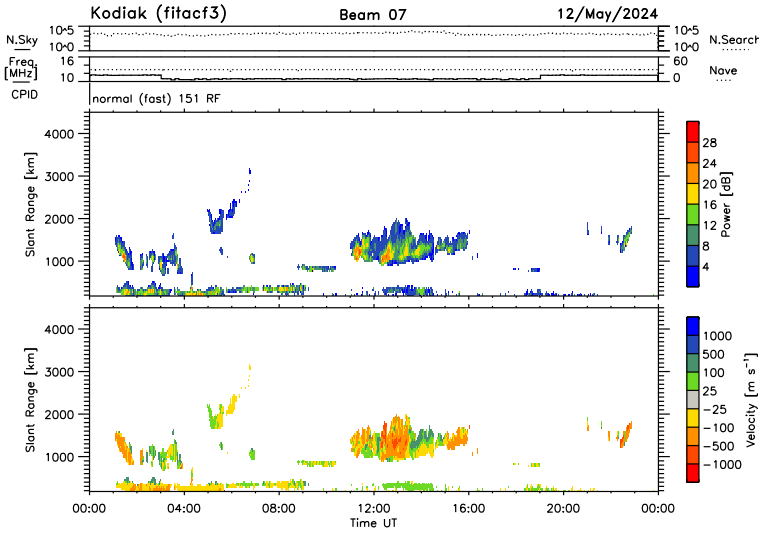 Kodiak (fitacf3) Beam 07 12/May/2024
N.Sky 10^5 10^0 10^5 10^0 N.Search
Freq. [MHz] 16 10 60 0 Nave
CPID normal (fast) 151 RF
Slant Range [km] 4000 3000 2000 1000
Power [dB] 28 24 20 16 12 8 4
Slant Range [km] 4000 3000 2000 1000
Velocity [m s^-1] 1000 500 100 25 -25 -100 -500 -1000
00:00 04:00 08:00 12:00 16:00 20:00 00:00
Time UT